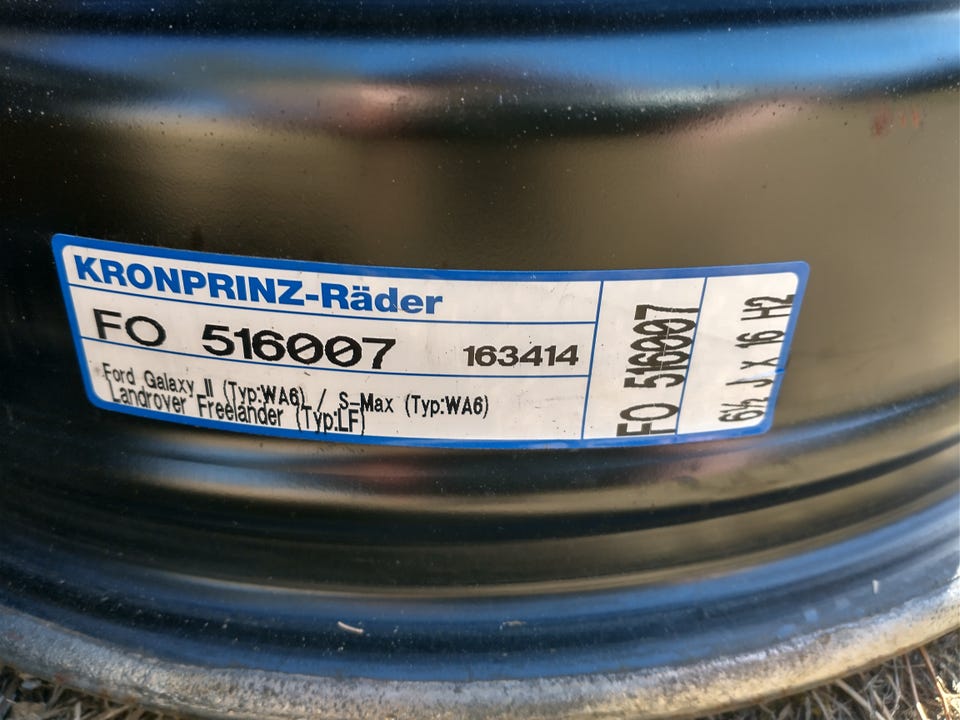 KRONPRINZ-Räder
FO 516007 163414
Ford Galaxy II (Typ:WA6) / S-Max (Typ:WA6)
Landrover Freelander (Typ:LF)
FO 516007
6½ J X 16 H2